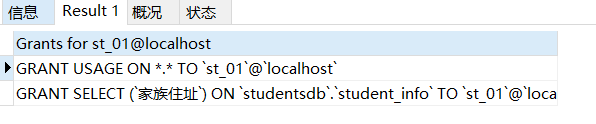 信息 Result 1 概况 状态
Grants for st_01@localhost
GRANT USAGE ON *.* TO `st_01`@`localhost`
GRANT SELECT (`家族住址`) ON `studentsdb`.`student_info` TO `st_01`@`loca